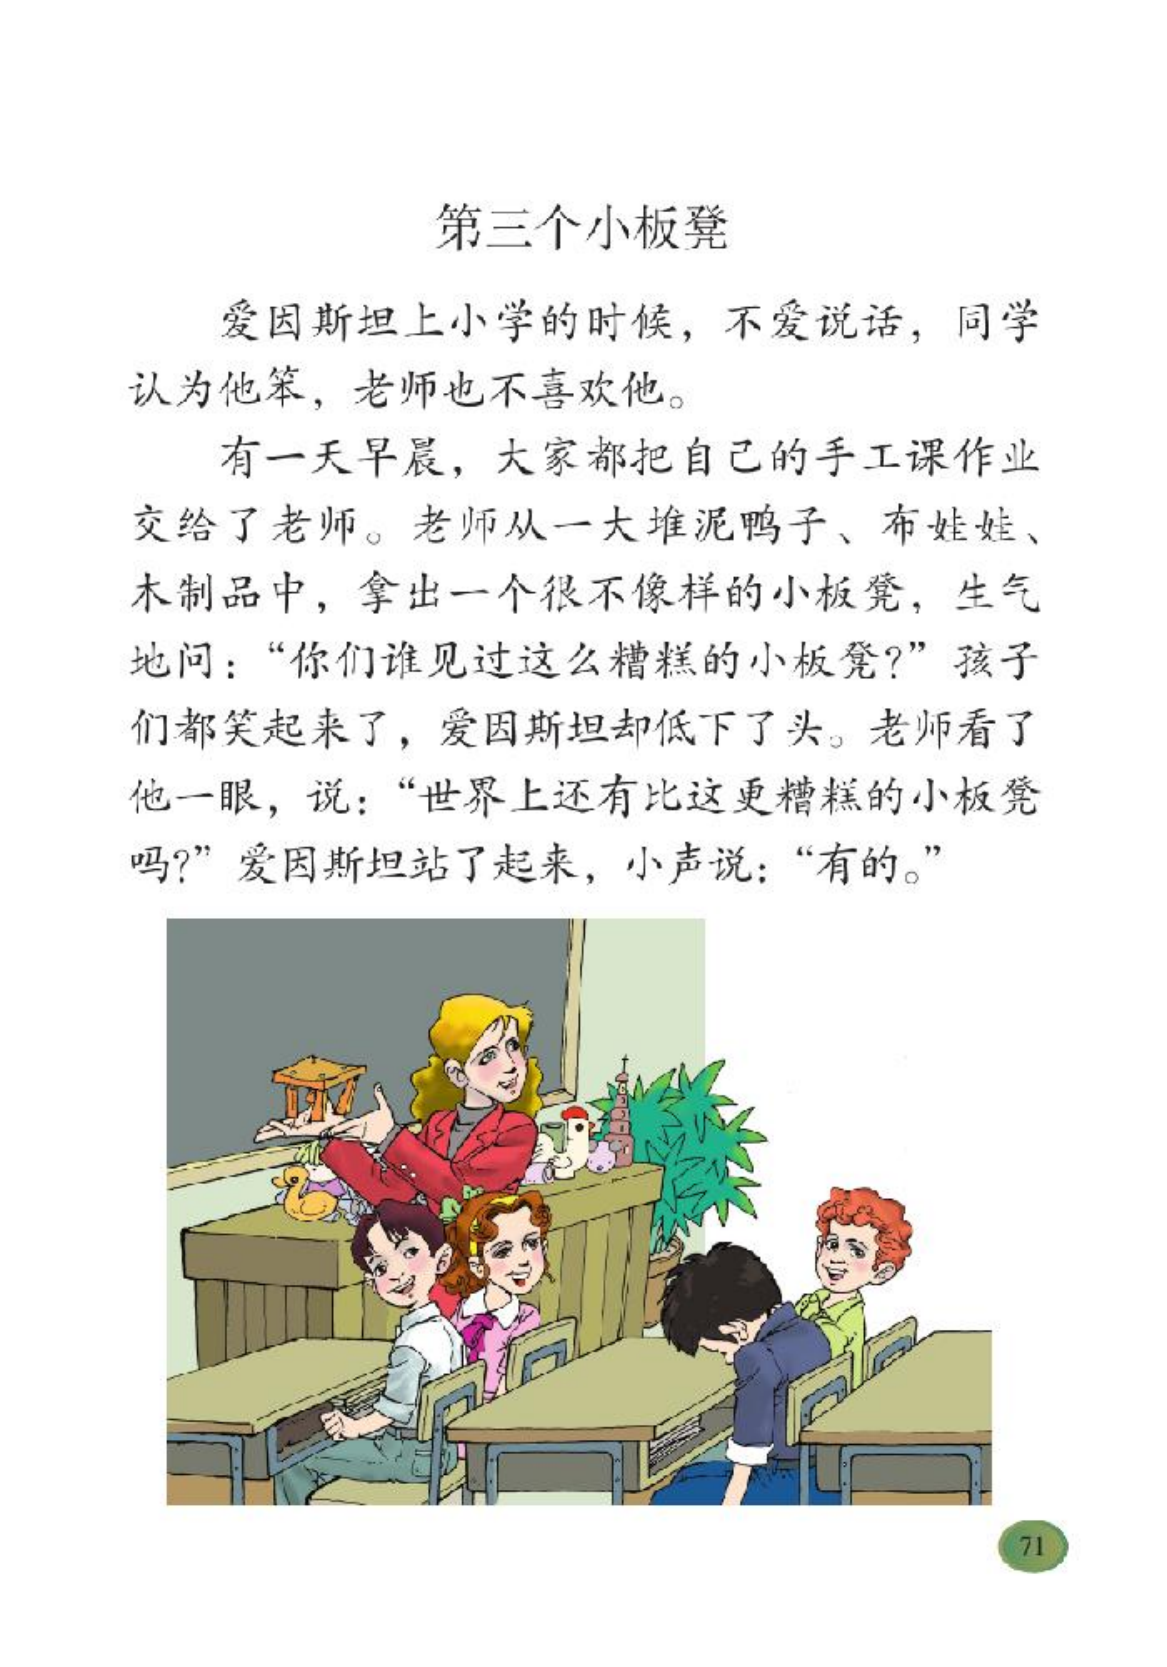 第三个小板凳
爱因斯坦上小学的时候，不爱说话，同学
认为他笨，老师也不喜欢他。
有一天早晨，大家都把自己的手工课作业
交给了老师。老师从一大堆泥鸭子、布娃娃、
木制品中，拿出一个很不像样的小板凳，生气
地问：“你们谁见过这么糟糕的小板凳？”孩子
们都笑起来了，爱因斯坦却低下了头。老师看了
他一眼，说：“世界上还有比这更糟糕的小板凳
吗？”爱因斯坦站了起来，小声说：“有的。”
71